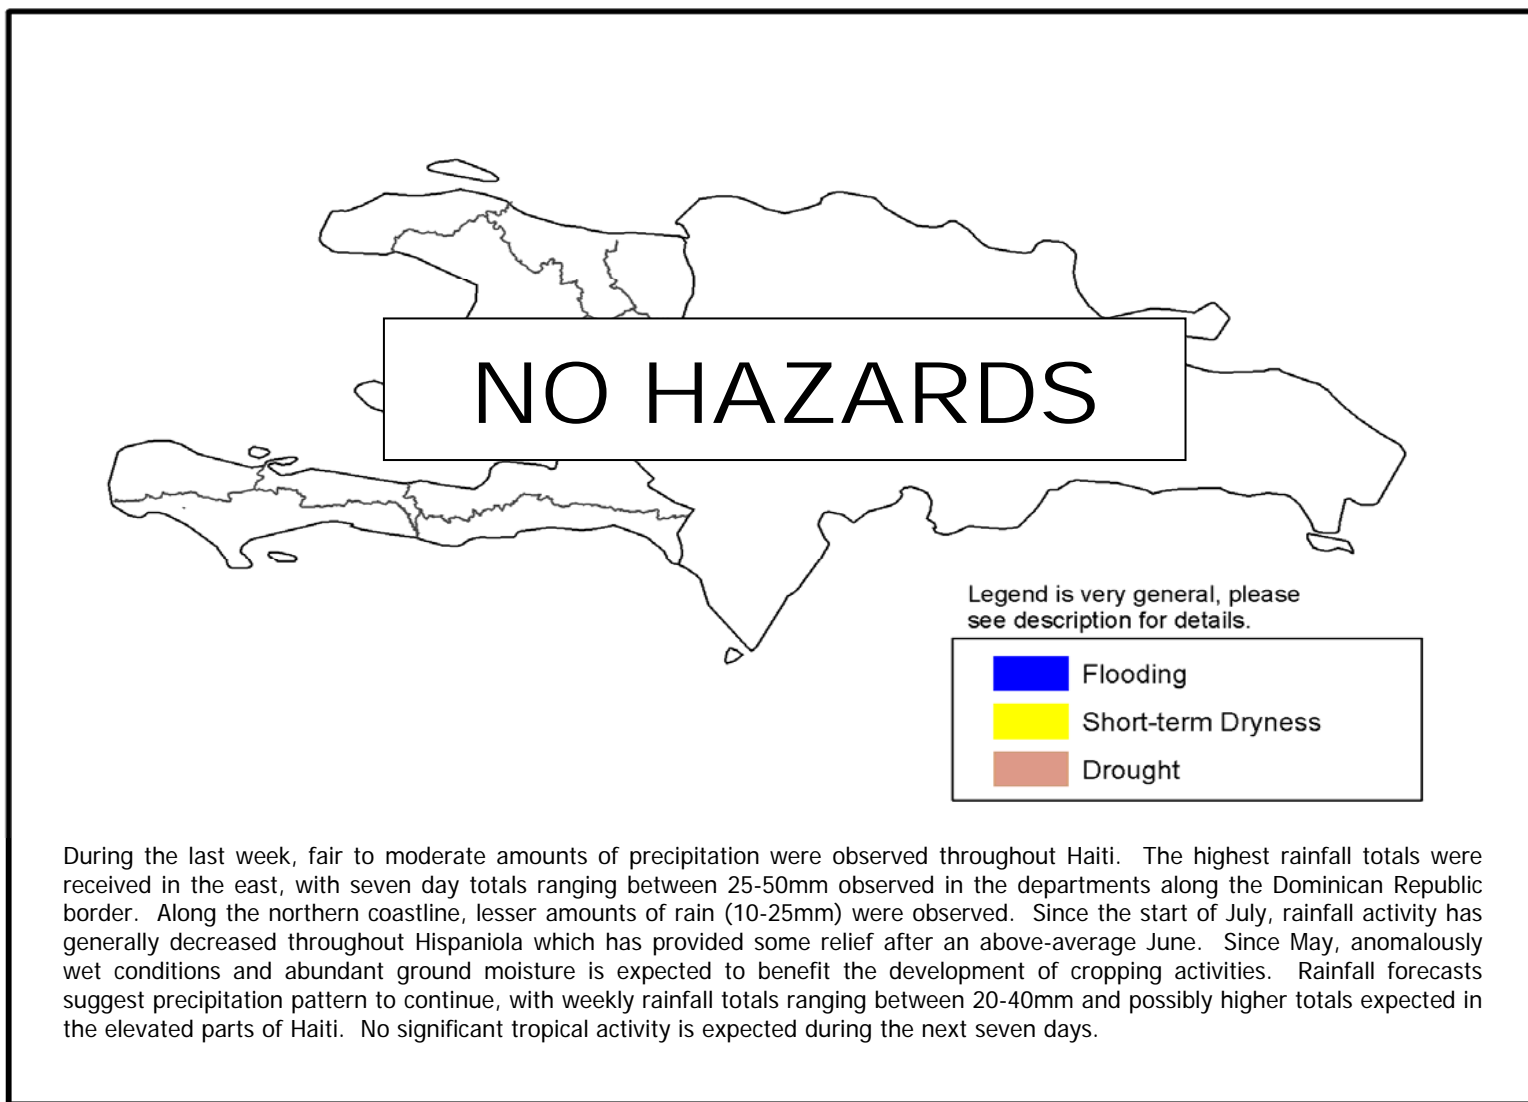 NO HAZARDS
Legend is very general, please
see description for details.
Flooding
Short-term Dryness
Drought
During the last week, fair to moderate amounts of precipitation were observed throughout Haiti. The highest rainfall totals were
received in the east, with seven day totals ranging between 25-50mm observed in the departments along the Dominican Republic
border. Along the northern coastline, lesser amounts of rain (10-25mm) were observed. Since the start of July, rainfall activity has
generally decreased throughout Hispaniola which has provided some relief after an above-average June. Since May, anomalously
wet conditions and abundant ground moisture is expected to benefit the development of cropping activities. Rainfall forecasts
suggest precipitation pattern to continue, with weekly rainfall totals ranging between 20-40mm and possibly higher totals expected in
the elevated parts of Haiti. No significant tropical activity is expected during the next seven days.